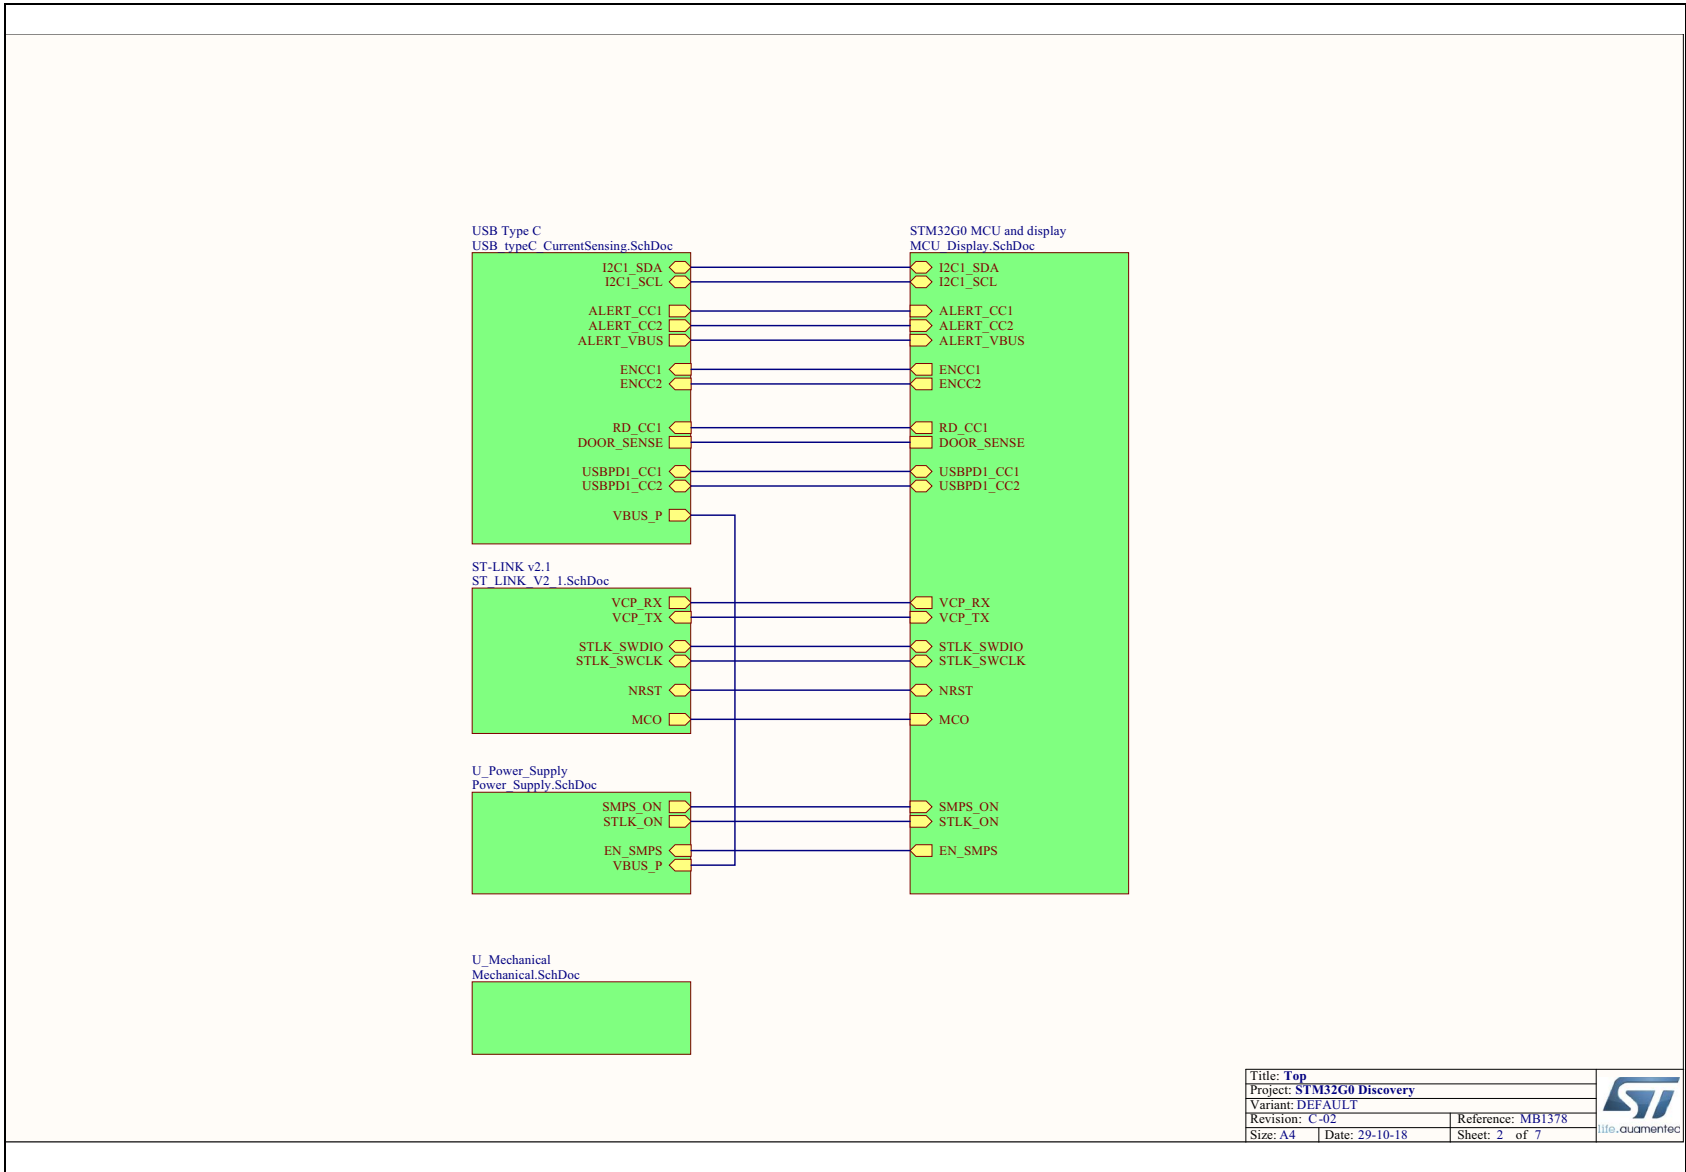 USB Type C
USB_typeC_CurrentSensing.SchDoc
I2C1_SDA
I2C1_SCL
ALERT_CC1
ALERT_CC2
ALERT_VBUS
ENCC1
ENCC2
RD_CC1
DOOR_SENSE
USBPD1_CC1
USBPD1_CC2
VBUS_P
STM32G0 MCU and display
MCU_Display.SchDoc
I2C1_SDA
I2C1_SCL
ALERT_CC1
ALERT_CC2
ALERT_VBUS
ENCC1
ENCC2
RD_CC1
DOOR_SENSE
USBPD1_CC1
USBPD1_CC2
VCP_RX
VCP_TX
STLK_SWDIO
STLK_SWCLK
NRST
MCO
SMPS_ON
STLK_ON
EN_SMPS
ST-LINK v2.1
ST_LINK_V2_1.SchDoc
VCP_RX
VCP_TX
STLK_SWDIO
STLK_SWCLK
NRST
MCO
U_Power_Supply
Power_Supply.SchDoc
SMPS_ON
STLK_ON
EN_SMPS
VBUS_P
U_Mechanical
Mechanical.SchDoc
Title: Top
Project: STM32G0 Discovery
Variant: DEFAULT
Revision: C-02 Reference: MB1378
Size: A4 Date: 29-10-18 Sheet: 2 of 7
ST
life.augmented